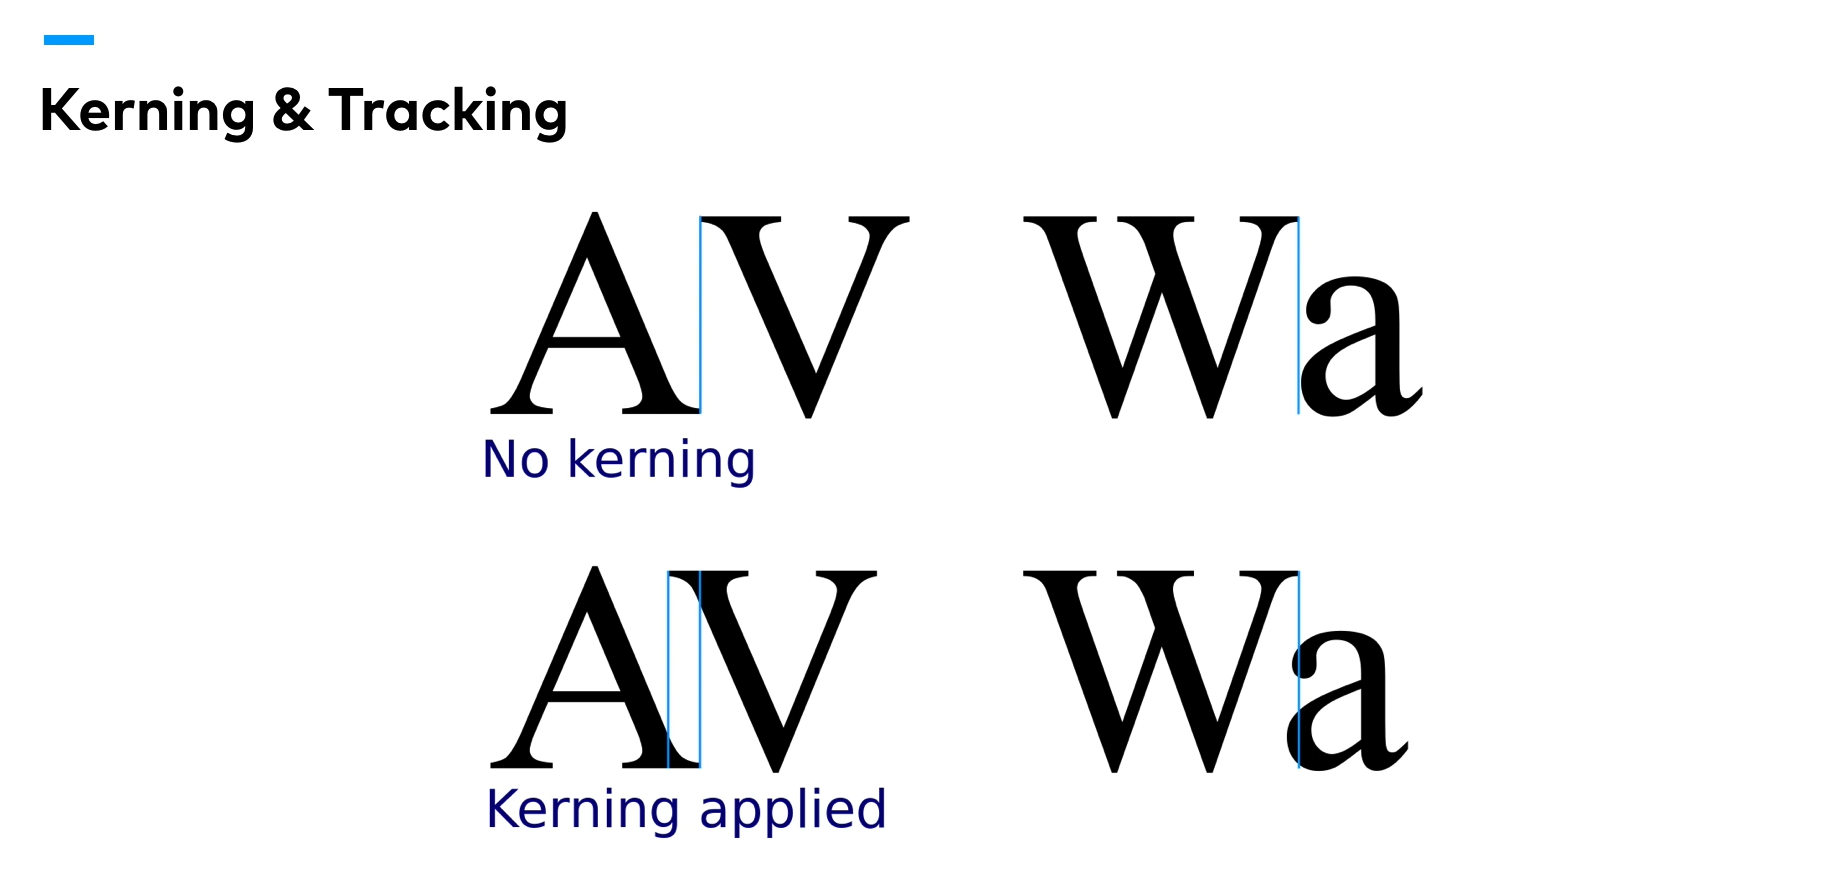 Kerning & Tracking
AV Wa
No kerning
AV Wa
Kerning applied